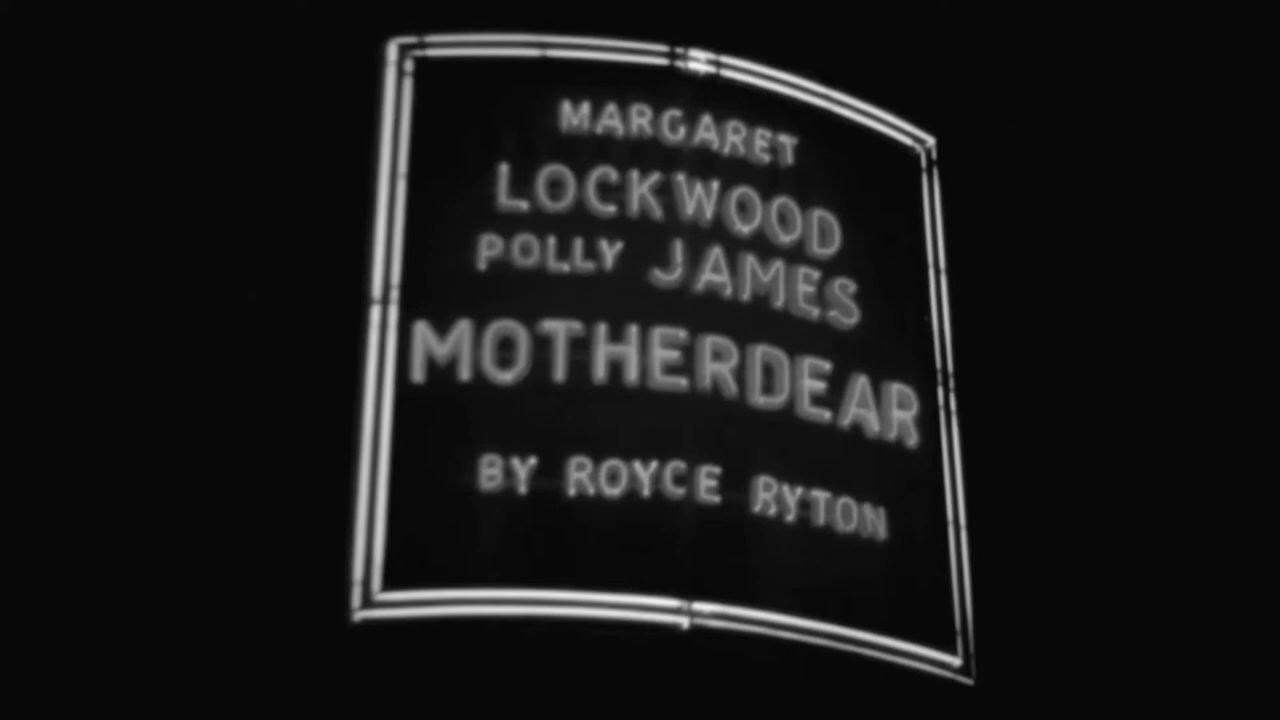 MARGARET
LOCKWOOD
POLLY JAMES
MOTHERDEAR
BY ROYCE RYTON